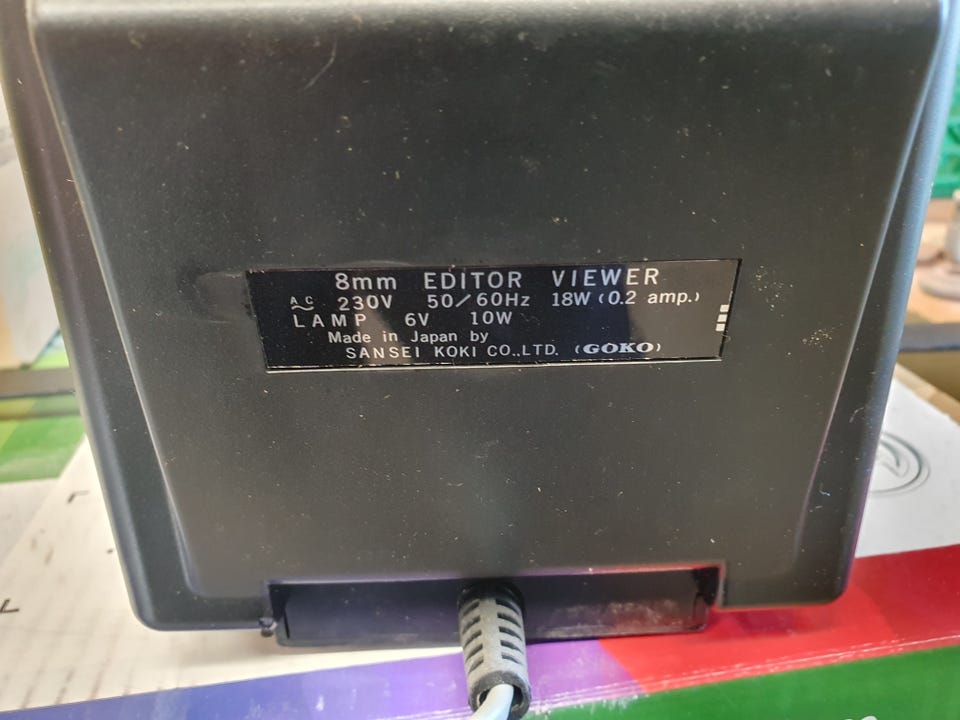 8mm EDITOR VIEWER
AC 230V 50/60Hz 18W (0.2 amp.)
LAMP 6V 10W
Made in Japan by
SANSEI KOKI CO.,LTD. (GOKO)